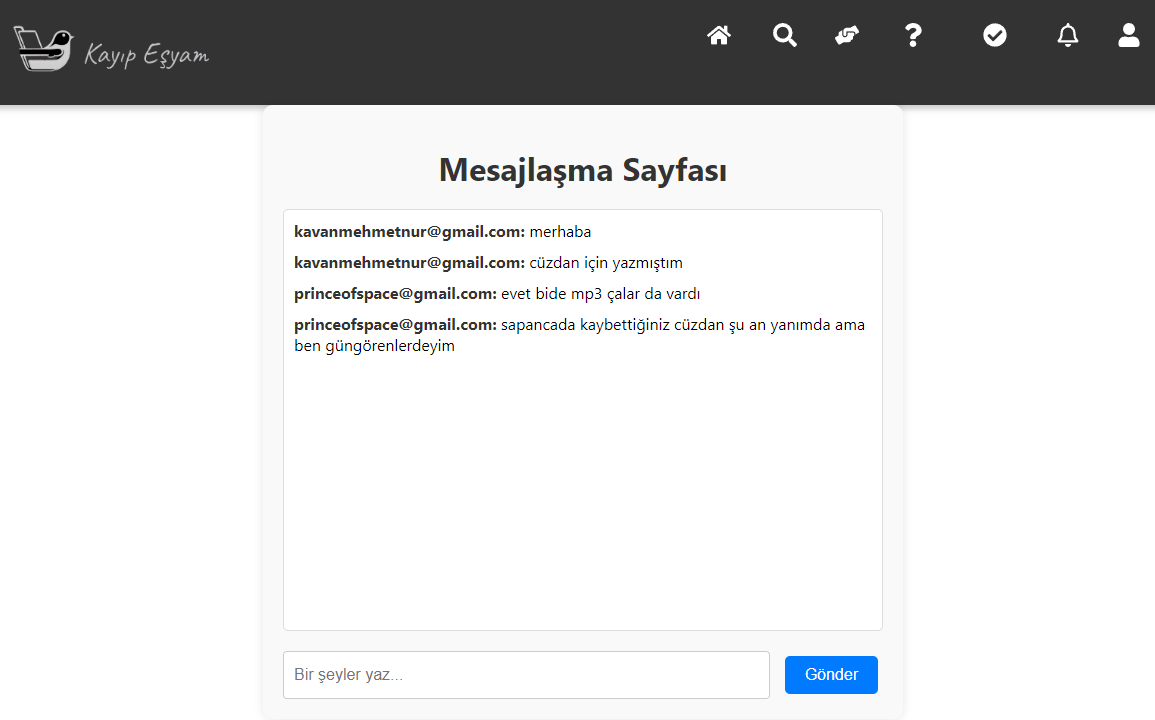 Kayıp Eşyam
Mesajlaşma Sayfası
kavanmehmetnur@gmail.com: merhaba
kavanmehmetnur@gmail.com: cüzdan için yazmıştım
princeofspace@gmail.com: evet bide mp3 çalar da vardı
princeofspace@gmail.com: sapancada kaybettiğiniz cüzdan şu an yanımda ama
ben güngörenlerdeyim
Bir şeyler yaz...
Gönder